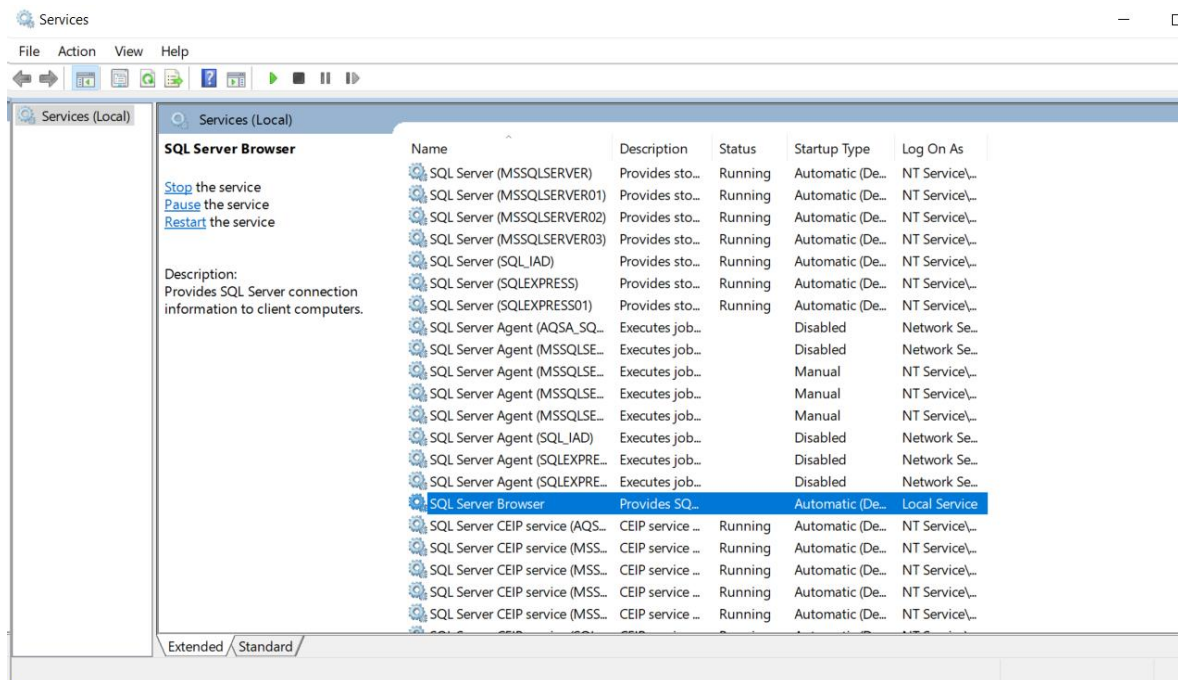 Services
File Action View Help
Services (Local)
Services (Local)
SQL Server Browser
Stop the service
Pause the service
Restart the service
Description:
Provides SQL Server connection
information to client computers.
Name Description Status Startup Type Log On As
SQL Server (MSSQLSERVER) Provides sto... Running Automatic (De... NT Service\...
SQL Server (MSSQLSERVER01) Provides sto... Running Automatic (De... NT Service\...
SQL Server (MSSQLSERVER02) Provides sto... Running Automatic (De... NT Service\...
SQL Server (MSSQLSERVER03) Provides sto... Running Automatic (De... NT Service\...
SQL Server (SQL_IAD) Provides sto... Running Automatic (De... NT Service\...
SQL Server (SQLEXPRESS) Provides sto... Running Automatic (De... NT Service\...
SQL Server (SQLEXPRESS01) Provides sto... Running Automatic (De... NT Service\...
SQL Server Agent (AQSA_SQ... Executes job... Disabled Network Se...
SQL Server Agent (MSSQLSE... Executes job... Disabled Network Se...
SQL Server Agent (MSSQLSE... Executes job... Manual NT Service\...
SQL Server Agent (MSSQLSE... Executes job... Manual NT Service\...
SQL Server Agent (MSSQLSE... Executes job... Manual NT Service\...
SQL Server Agent (SQL_IAD) Executes job... Disabled Network Se...
SQL Server Agent (SQLEXPRE... Executes job... Disabled Network Se...
SQL Server Agent (SQLEXPRE... Executes job... Disabled Network Se...
SQL Server Browser Provides SQ... Automatic (De... Local Service
SQL Server CEIP service (AQS... CEIP service ... Running Automatic (De... NT Service\...
SQL Server CEIP service (MSS... CEIP service ... Running Automatic (De... NT Service\...
SQL Server CEIP service (MSS... CEIP service ... Running Automatic (De... NT Service\...
SQL Server CEIP service (MSS... CEIP service ... Running Automatic (De... NT Service\...
SQL Server CEIP service (MSS... CEIP service ... Running Automatic (De... NT Service\...
Extended Standard